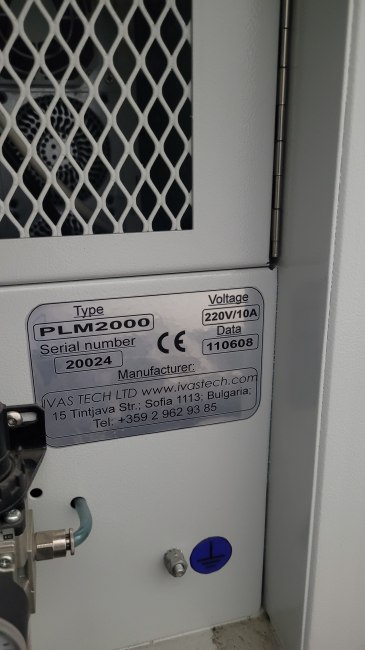 Type
PLM2000
Voltage
220V/10A
Serial number
20024
CE
Data
110608
Manufacturer:
IVAS TECH LTD www.ivastech.com
15 Tintjava Str.; Sofia 1113; Bulgaria;
Tel: +359 2 962 93 85